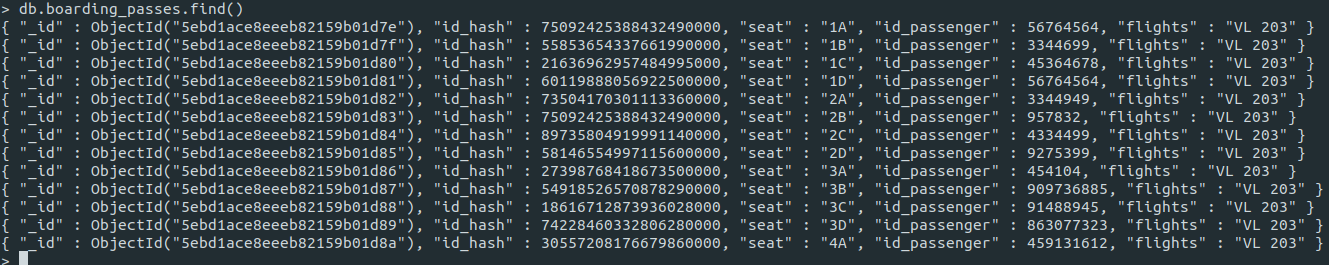 > db.boarding_passes.find()
{ "_id" : ObjectId("5ebd1ace8eeeb82159b01d7e"), "id_hash" : 75092425388432490000, "seat" : "1A", "id_passenger" : 56764564, "flights" : "VL 203" }
{ "_id" : ObjectId("5ebd1ace8eeeb82159b01d7f"), "id_hash" : 55853654337661990000, "seat" : "1B", "id_passenger" : 3344699, "flights" : "VL 203" }
{ "_id" : ObjectId("5ebd1ace8eeeb82159b01d80"), "id_hash" : 21636962957484995000, "seat" : "1C", "id_passenger" : 45364678, "flights" : "VL 203" }
{ "_id" : ObjectId("5ebd1ace8eeeb82159b01d81"), "id_hash" : 60119888056922500000, "seat" : "1D", "id_passenger" : 56764564, "flights" : "VL 203" }
{ "_id" : ObjectId("5ebd1ace8eeeb82159b01d82"), "id_hash" : 73504170301113360000, "seat" : "2A", "id_passenger" : 3344949, "flights" : "VL 203" }
{ "_id" : ObjectId("5ebd1ace8eeeb82159b01d83"), "id_hash" : 75092425388432490000, "seat" : "2B", "id_passenger" : 957832, "flights" : "VL 203" }
{ "_id" : ObjectId("5ebd1ace8eeeb82159b01d84"), "id_hash" : 89735804919991140000, "seat" : "2C", "id_passenger" : 4334499, "flights" : "VL 203" }
{ "_id" : ObjectId("5ebd1ace8eeeb82159b01d85"), "id_hash" : 58146554997115600000, "seat" : "2D", "id_passenger" : 9275399, "flights" : "VL 203" }
{ "_id" : ObjectId("5ebd1ace8eeeb82159b01d86"), "id_hash" : 27398768418673500000, "seat" : "3A", "id_passenger" : 454104, "flights" : "VL 203" }
{ "_id" : ObjectId("5ebd1ace8eeeb82159b01d87"), "id_hash" : 54918526570878290000, "seat" : "3B", "id_passenger" : 909736885, "flights" : "VL 203" }
{ "_id" : ObjectId("5ebd1ace8eeeb82159b01d88"), "id_hash" : 18616712873936028000, "seat" : "3C", "id_passenger" : 91488945, "flights" : "VL 203" }
{ "_id" : ObjectId("5ebd1ace8eeeb82159b01d89"), "id_hash" : 74228460332806280000, "seat" : "3D", "id_passenger" : 863077323, "flights" : "VL 203" }
{ "_id" : ObjectId("5ebd1ace8eeeb82159b01d8a"), "id_hash" : 30557208176679860000, "seat" : "4A", "id_passenger" : 459131612, "flights" : "VL 203" }
>